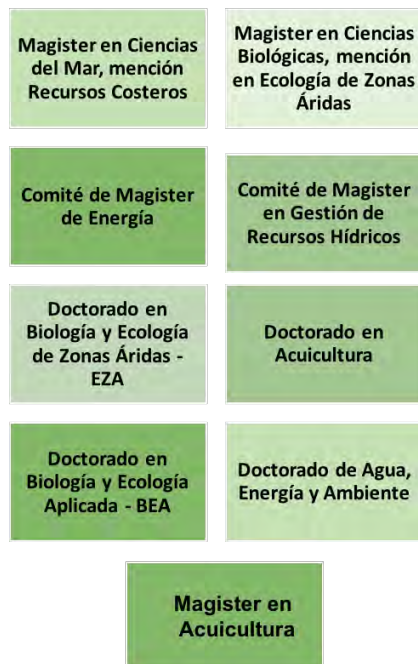 Magister en Ciencias
del Mar, mención
Recursos Costeros
Magister en Ciencias
Biológicas, mención
en Ecología de Zonas
Áridas
Comité de Magister
de Energía
Comité de Magister
en Gestión de
Recursos Hídricos
Doctorado en
Biología y Ecología
de Zonas Áridas -
EZA
Doctorado en
Acuicultura
Doctorado en
Biología y Ecología
Aplicada - BEA
Doctorado de Agua,
Energía y Ambiente
Magister en
Acuicultura